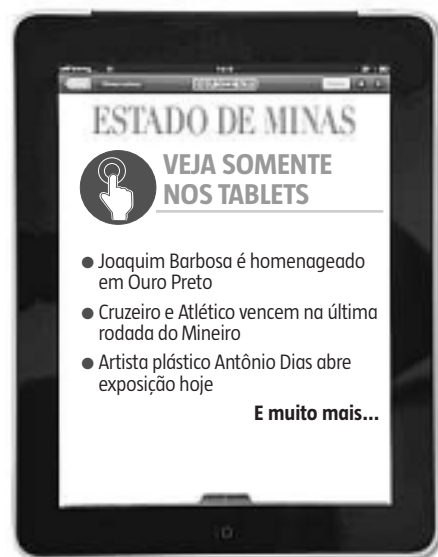 ESTADO DE MINAS
VEJA SOMENTE
NOS TABLETS
● Joaquim Barbosa é homenageado
em Ouro Preto
● Cruzeiro e Atlético vencem na última
rodada do Mineiro
● Artista plástico Antônio Dias abre
exposição hoje
E muito mais...